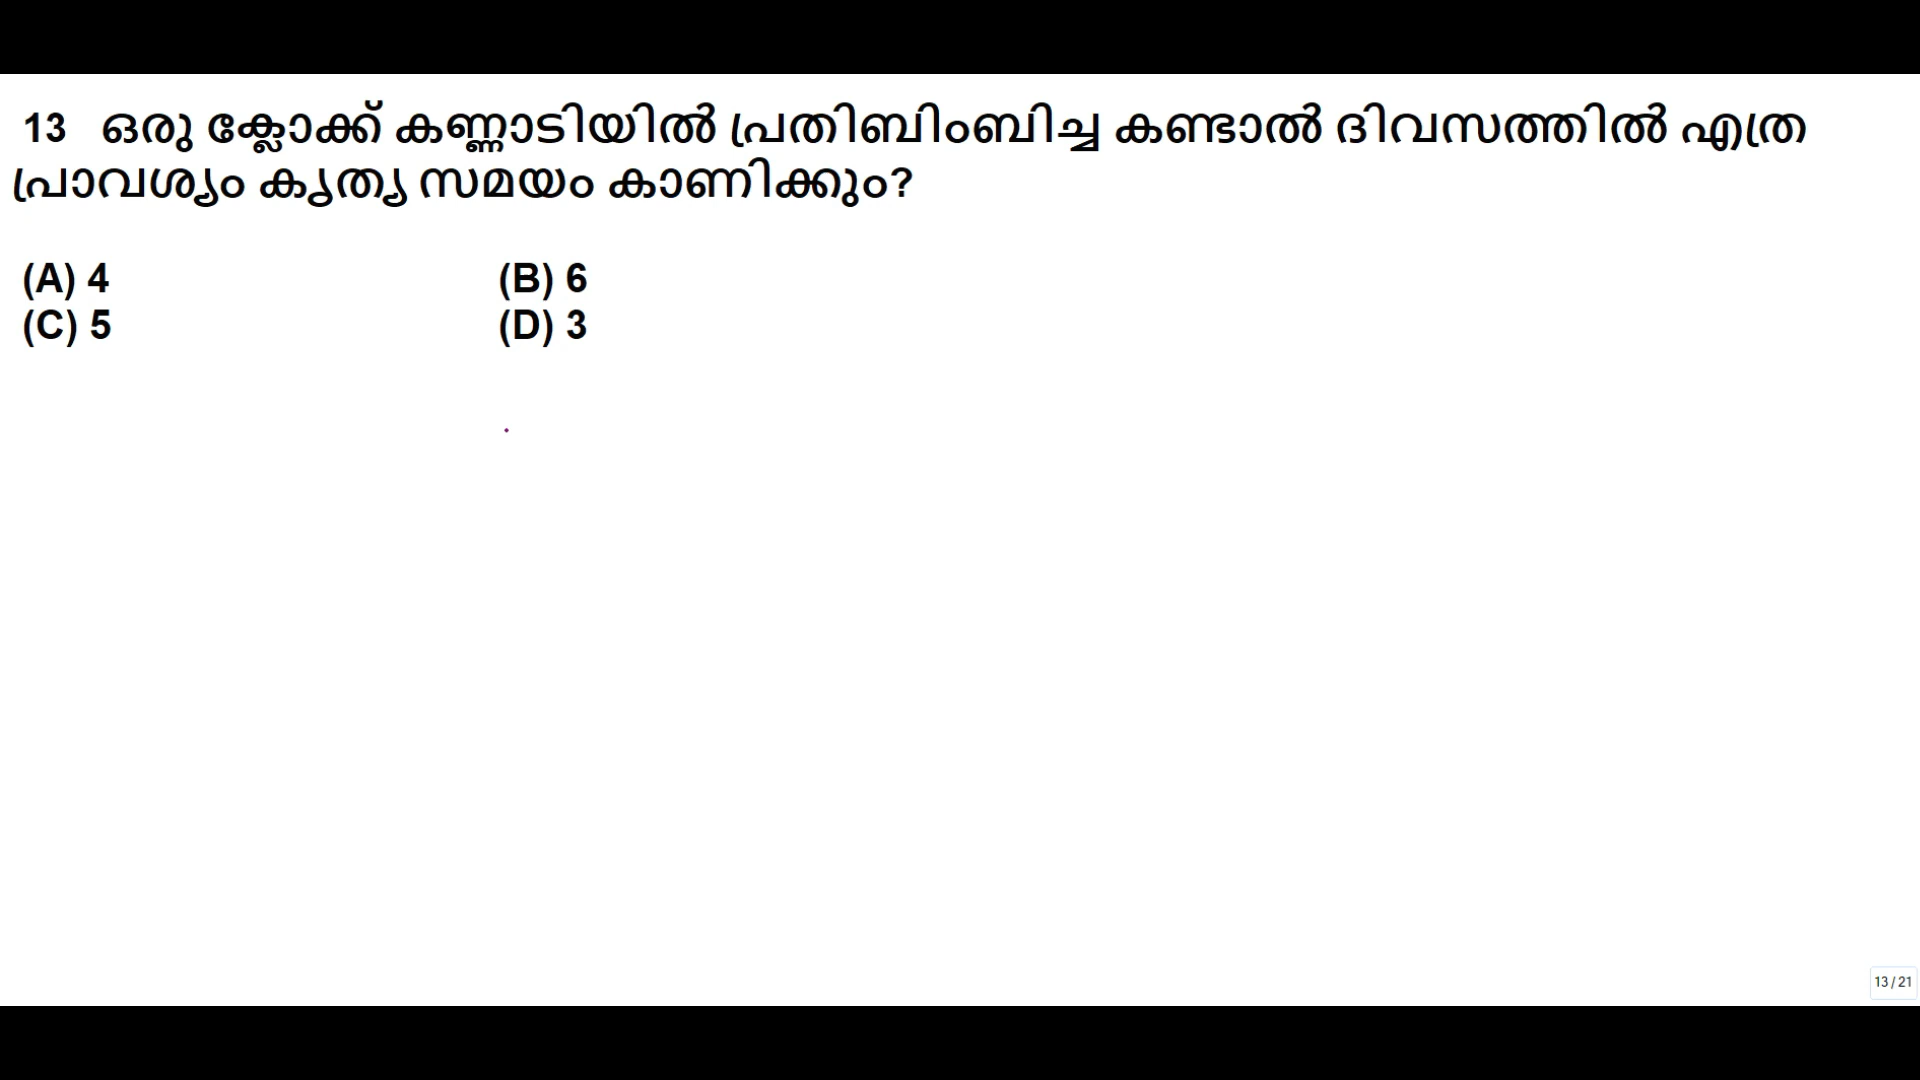 13 ഒരു ക്ലോക്ക് കണ്ണാടിയിൽ പ്രതിബിംബിച്ച കണ്ടാൽ ദിവസത്തിൽ എത്ര
പ്രാവശ്യം കൃത്യ സമയം കാണിക്കും?
(A) 4 (B) 6
(C) 5 (D) 3
13 / 21